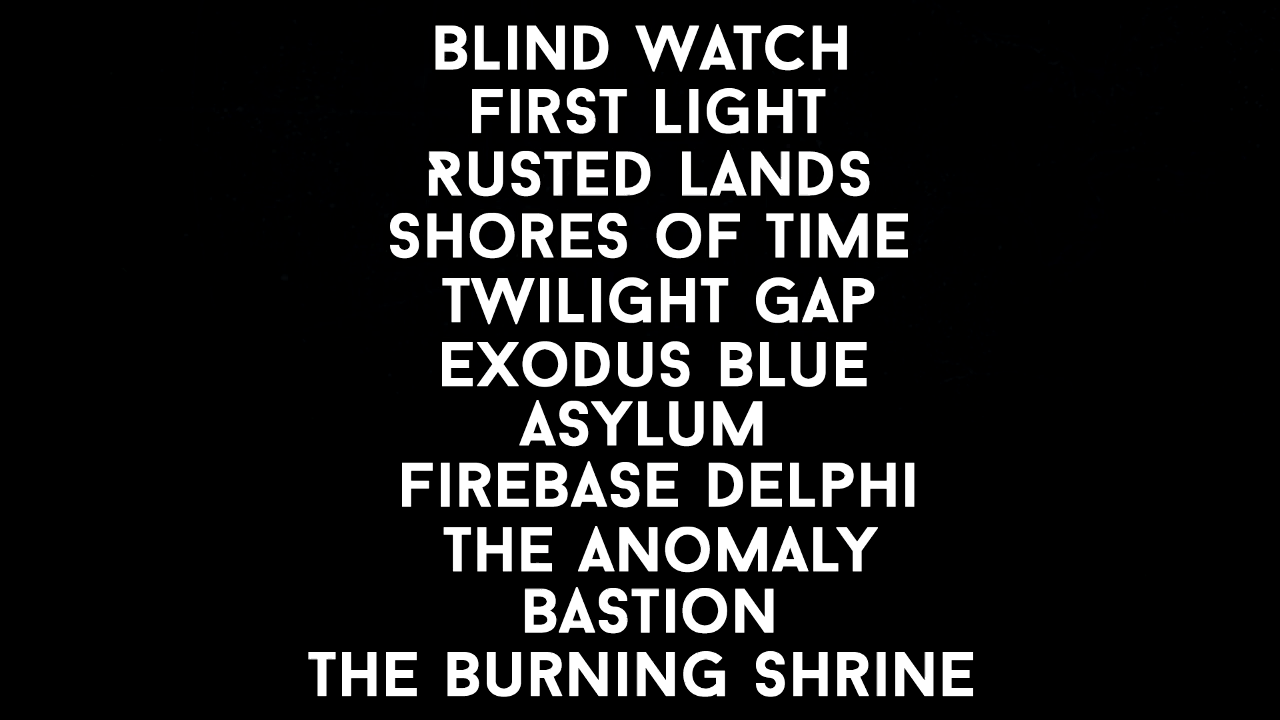 BLIND WATCH
FIRST LIGHT
RUSTED LANDS
SHORES OF TIME
TWILIGHT GAP
EXODUS BLUE
ASYLUM
FIREBASE DELPHI
THE ANOMALY
BASTION
THE BURNING SHRINE